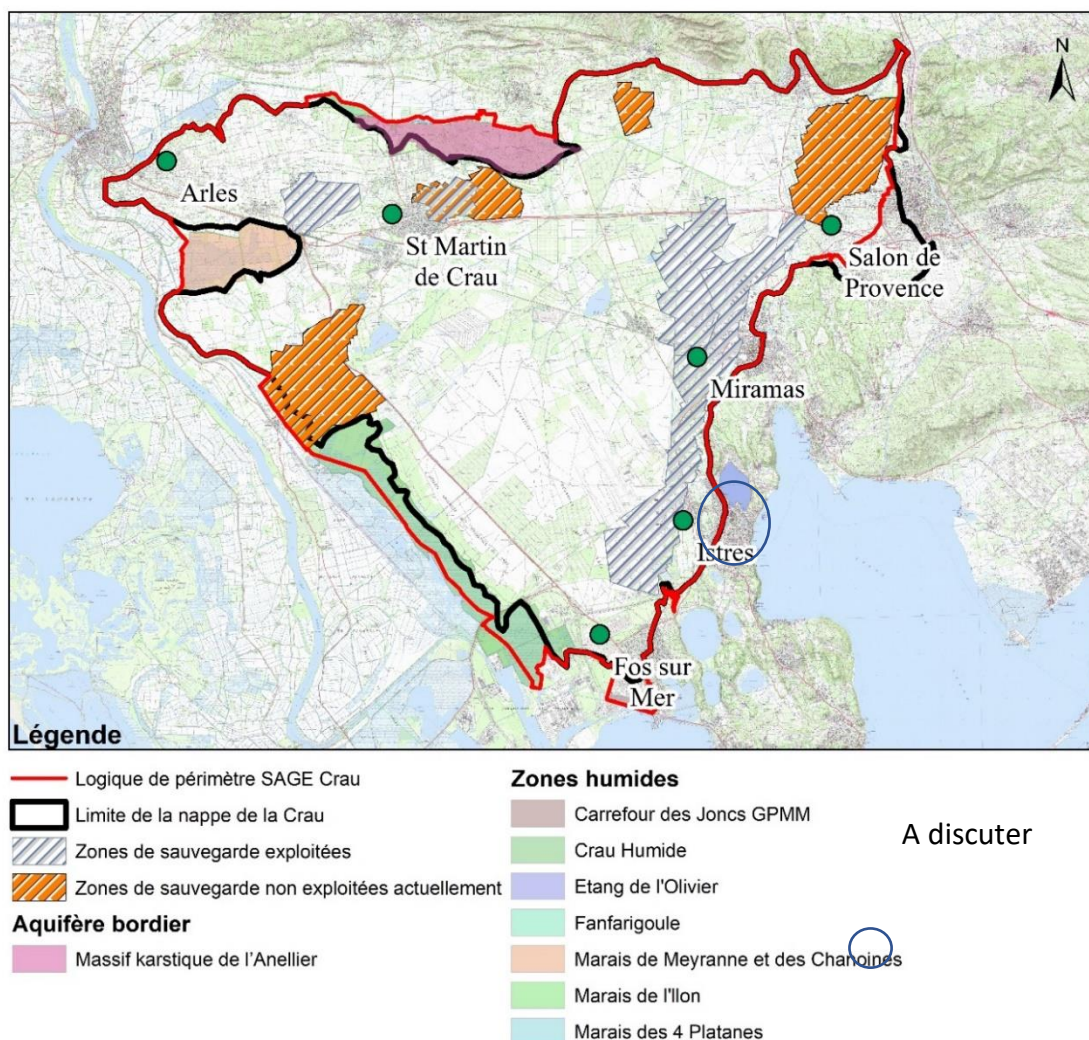 N
Arles
St Martin
de Crau
Salon de
Provence
Miramas
Istres
Fos sur
Mer
Légende
Logique de périmètre SAGE Crau
Limite de la nappe de la Crau
Zones de sauvegarde exploitées
Zones de sauvegarde non exploitées actuellement
Aquifère bordier
Massif karstique de l'Anellier
Zones humides
Carrefour des Joncs GPMM
Crau Humide
Etang de l'Olivier
Fanfarigoule
Marais de Meyranne et des Chanoines
Marais de l'Ilon
Marais des 4 Platanes
A discuter